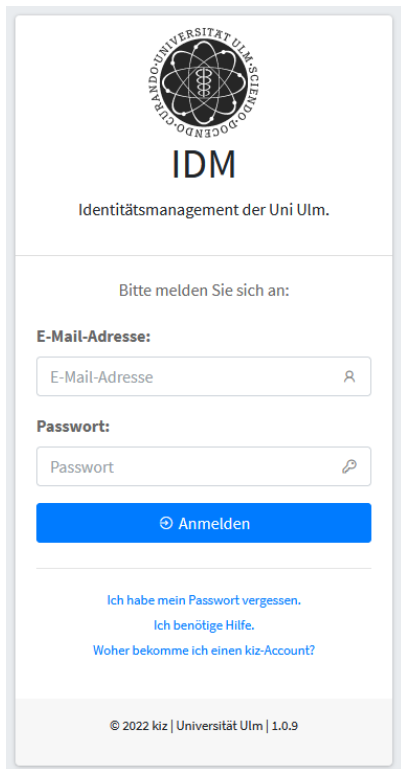 UNIVERSITÄT ULM·SCIENDO·DOCENDO·CURANDO·
IDM
Identitätsmanagement der Uni Ulm.
Bitte melden Sie sich an:
E-Mail-Adresse:
E-Mail-Adresse
Passwort:
Passwort
Anmelden
Ich habe mein Passwort vergessen.
Ich benötige Hilfe.
Woher bekomme ich einen kiz-Account?
© 2022 kiz | Universität Ulm | 1.0.9